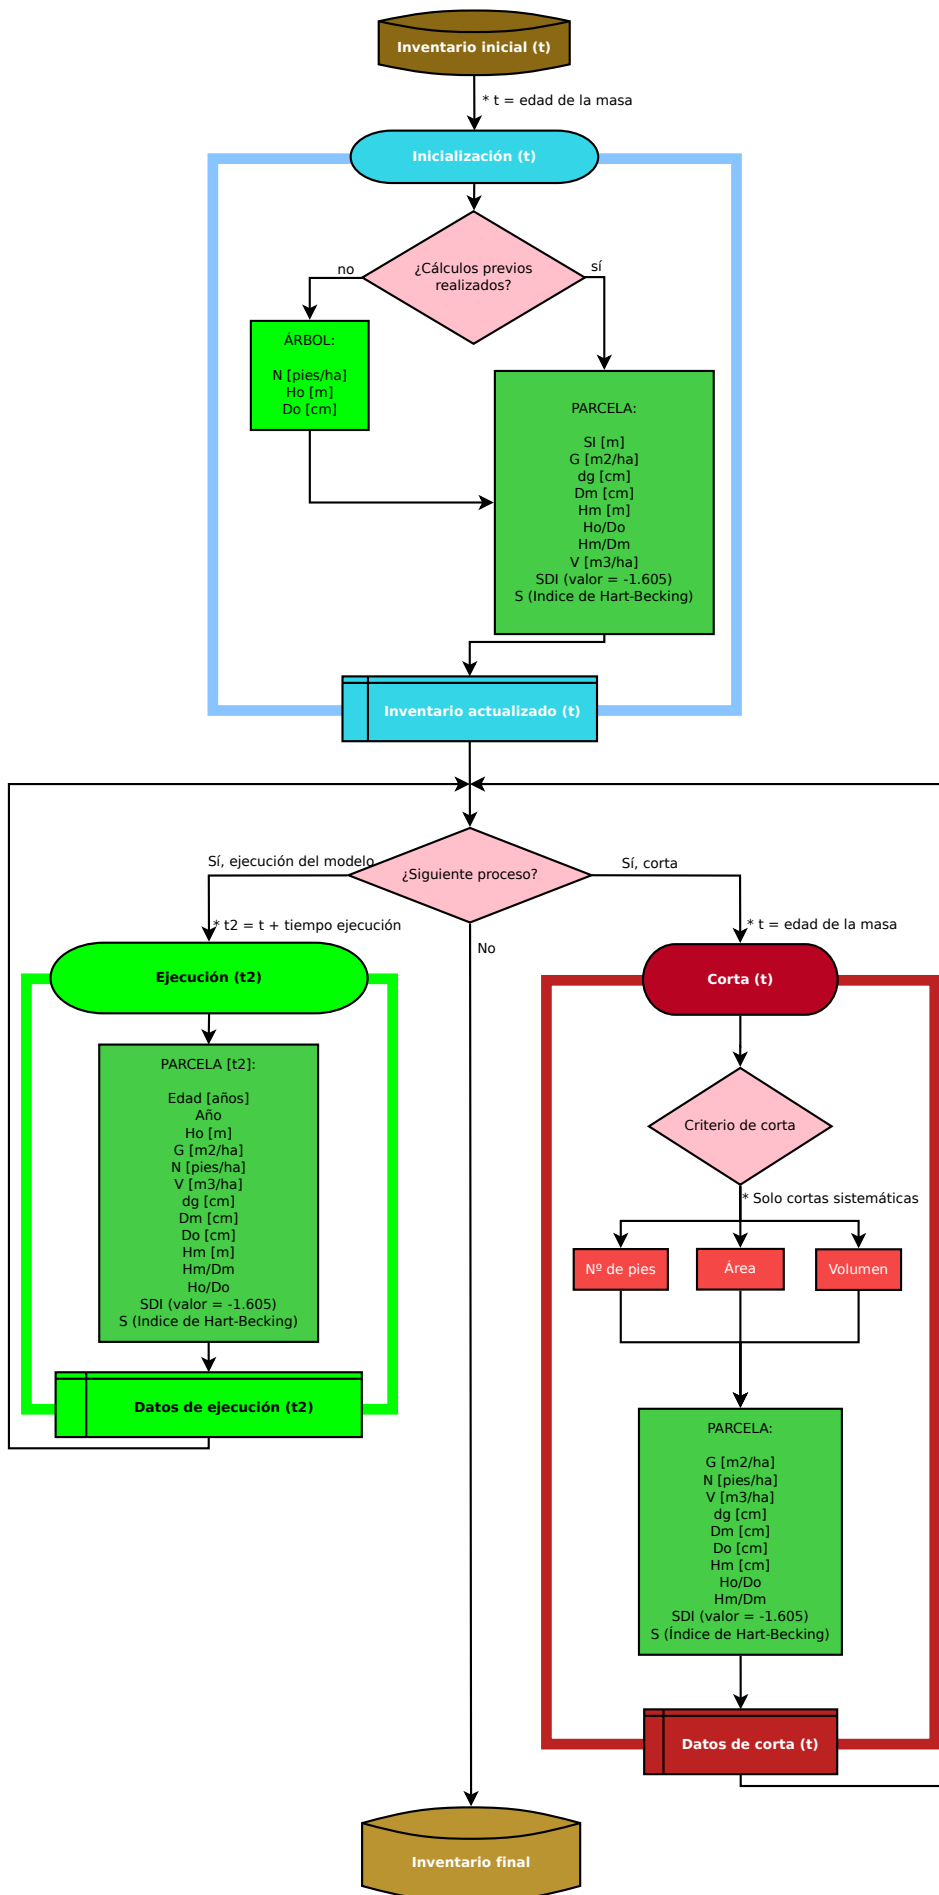 Inventario inicial (t)
* t = edad de la masa
Inicialización (t)
¿Cálculos previos
realizados?
no
sí
ÁRBOL:
N [pies/ha]
Ho [m]
Do [cm]
PARCELA:
SI [m]
G [m2/ha]
dg [cm]
Dm [cm]
Hm [m]
Ho/Do
Hm/Dm
V [m3/ha]
SDI (valor = -1.605)
S (Indice de Hart-Becking)
Inventario actualizado (t)
¿Siguiente proceso?
Sí, ejecución del modelo
Sí, corta
No
* t2 = t + tiempo ejecución
Ejecución (t2)
PARCELA [t2]:
Edad [años]
Año
Ho [m]
G [m2/ha]
N [pies/ha]
V [m3/ha]
dg [cm]
Dm [cm]
Do [cm]
Hm [m]
Hm/Dm
Ho/Do
SDI (valor = -1.605)
S (Indice de Hart-Becking)
Datos de ejecución (t2)
* t = edad de la masa
Corta (t)
Criterio de corta
* Solo cortas sistemáticas
Nº de pies
Área
Volumen
PARCELA:
G [m2/ha]
N [pies/ha]
V [m3/ha]
dg [cm]
Dm [cm]
Do [cm]
Hm [cm]
Ho/Do
Hm/Dm
SDI (valor = -1.605)
S (Índice de Hart-Becking)
Datos de corta (t)
Inventario final